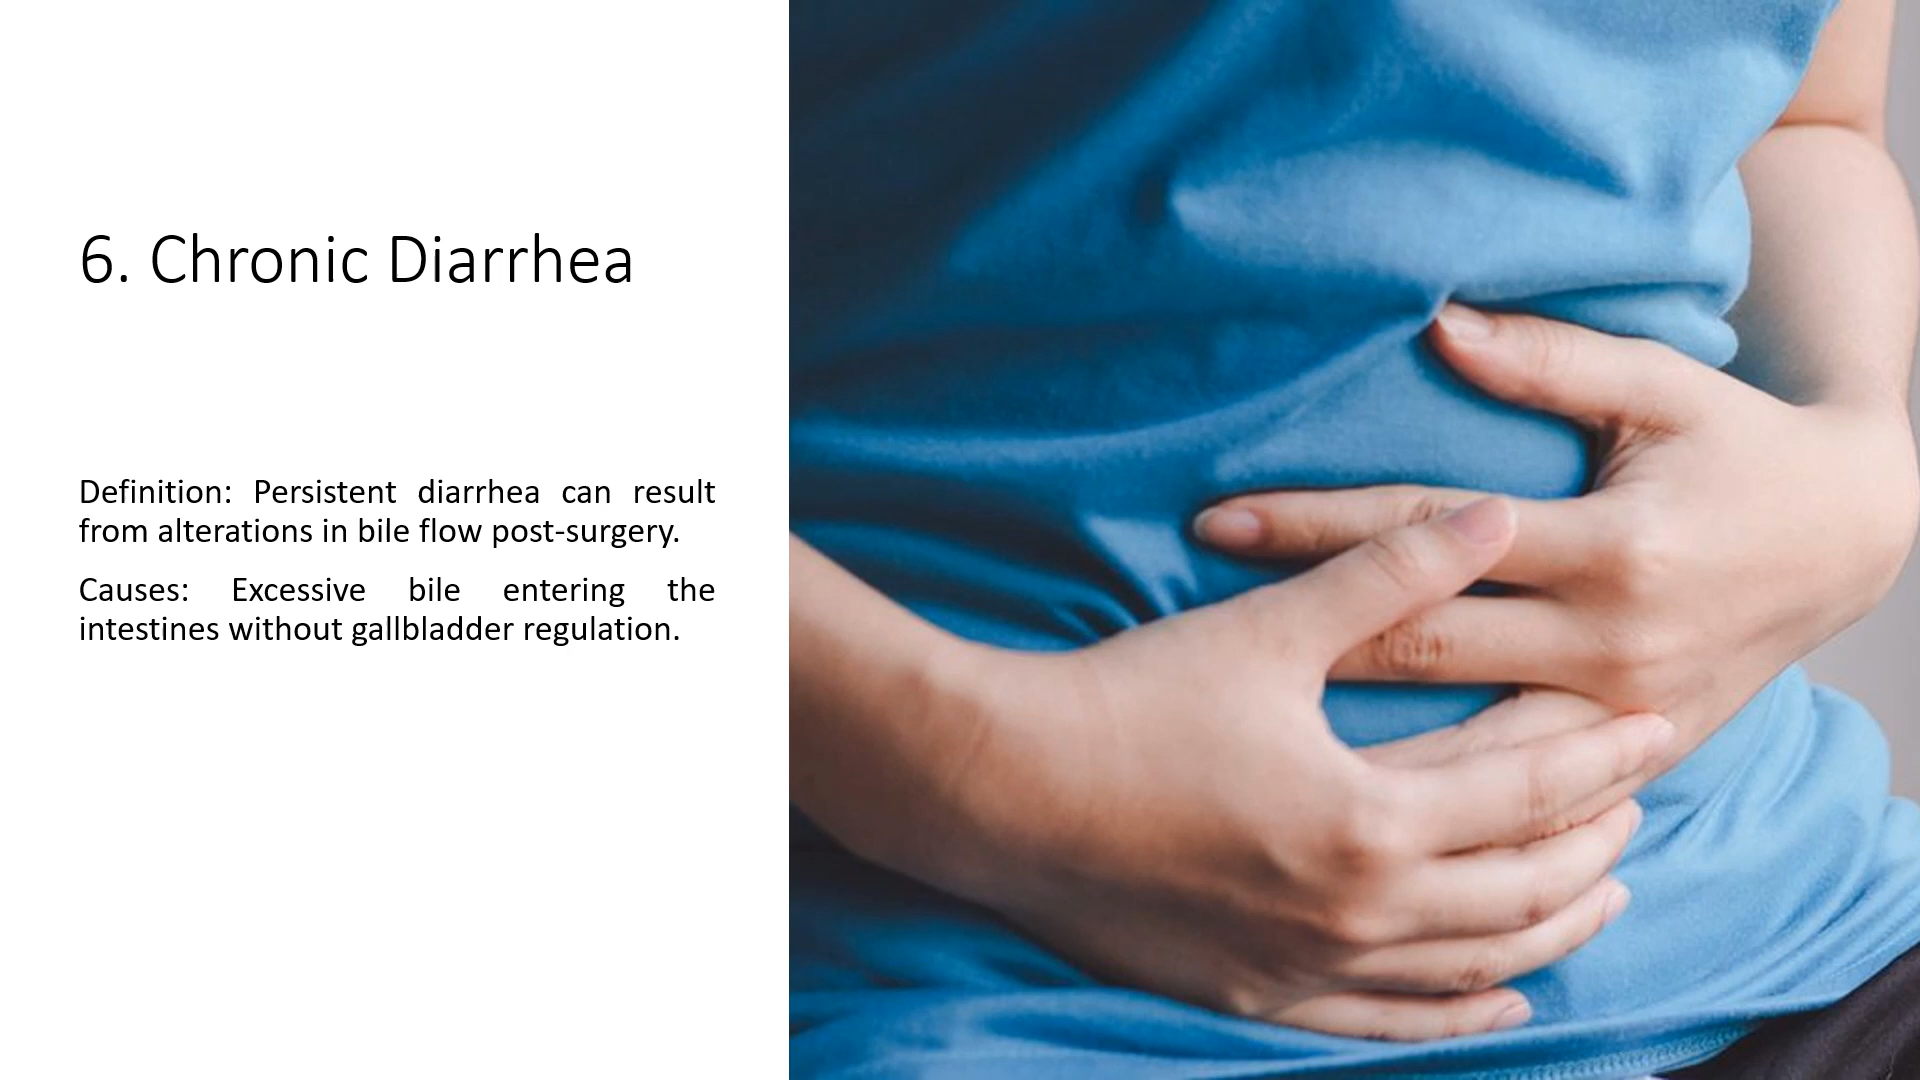 6. Chronic Diarrhea
Definition: Persistent diarrhea can result
from alterations in bile flow post-surgery.
Causes: Excessive bile entering the
intestines without gallbladder regulation.